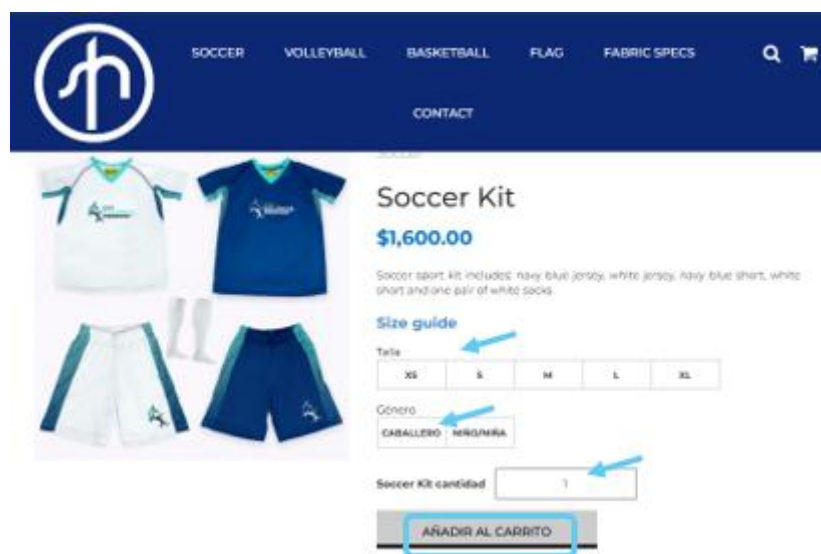 SOCCER VOLLEYBALL BASKETBALL FLAG FABRIC SPECS
CONTACT
Soccer Kit
$1,600.00
Soccer sport kit includes: navy blue jersey, white jersey, navy blue short, white
short and one pair of white socks
Size guide
Talla
XS S M L XL
Género
CABALLERO NIÑO/NIÑA
Soccer Kit cantidad 1
AÑADIR AL CARRITO